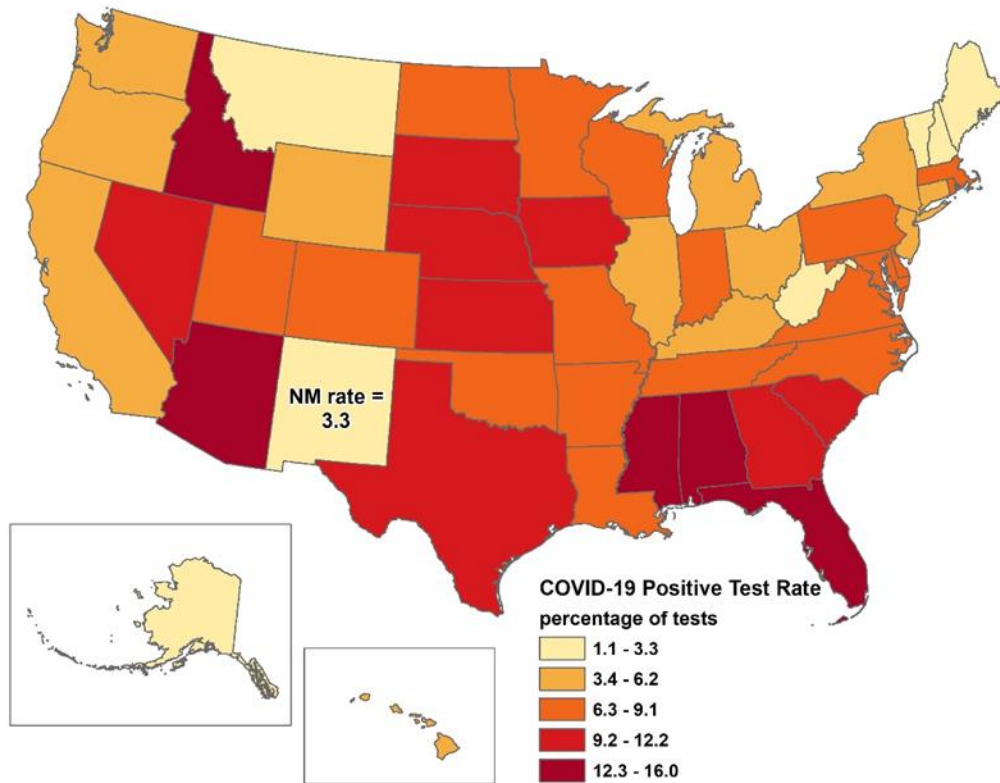 NM rate =
3.3
COVID-19 Positive Test Rate
percentage of tests
1.1 - 3.3
3.4 - 6.2
6.3 - 9.1
9.2 - 12.2
12.3 - 16.0